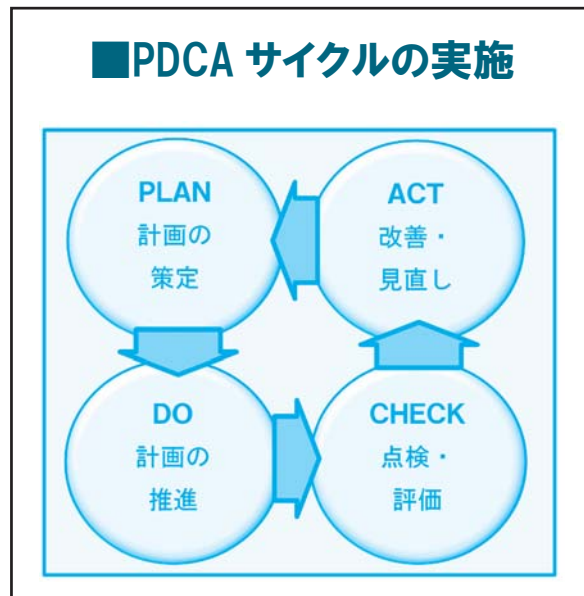 ■PDCA サイクルの実施
PLAN
計画の
策定
ACT
改善・
見直し
DO
計画の
推進
CHECK
点検・
評価